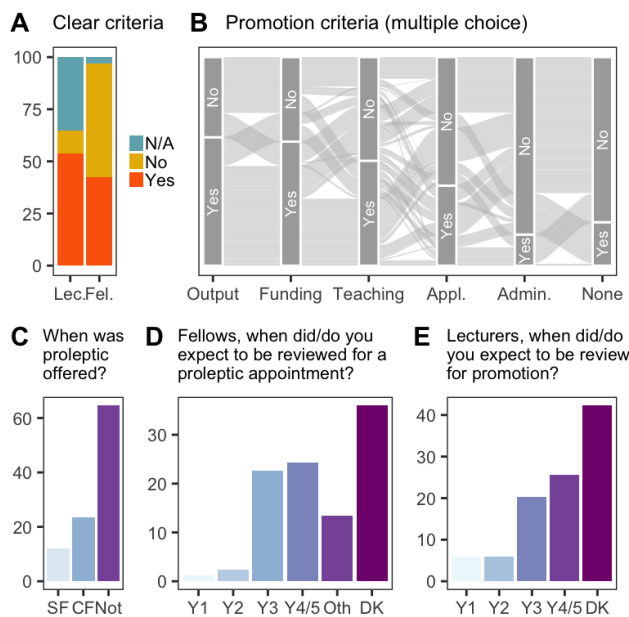 A Clear criteria
B Promotion criteria (multiple choice)
100
75
50
25
0
N/A
No
Yes
Lec.Fel.
No No No No No No
Yes Yes Yes Yes Yes Yes
Output Funding Teaching Appl. Admin. None
C When was
proleptic
offered?
60
40
20
0
SF CF Not
D Fellows, when did/do you
expect to be reviewed for a
proleptic appointment?
30
20
10
0
Y1 Y2 Y3 Y4/5 Oth DK
E Lecturers, when did/do
you expect to be review
for promotion?
40
30
20
10
0
Y1 Y2 Y3 Y4/5 DK